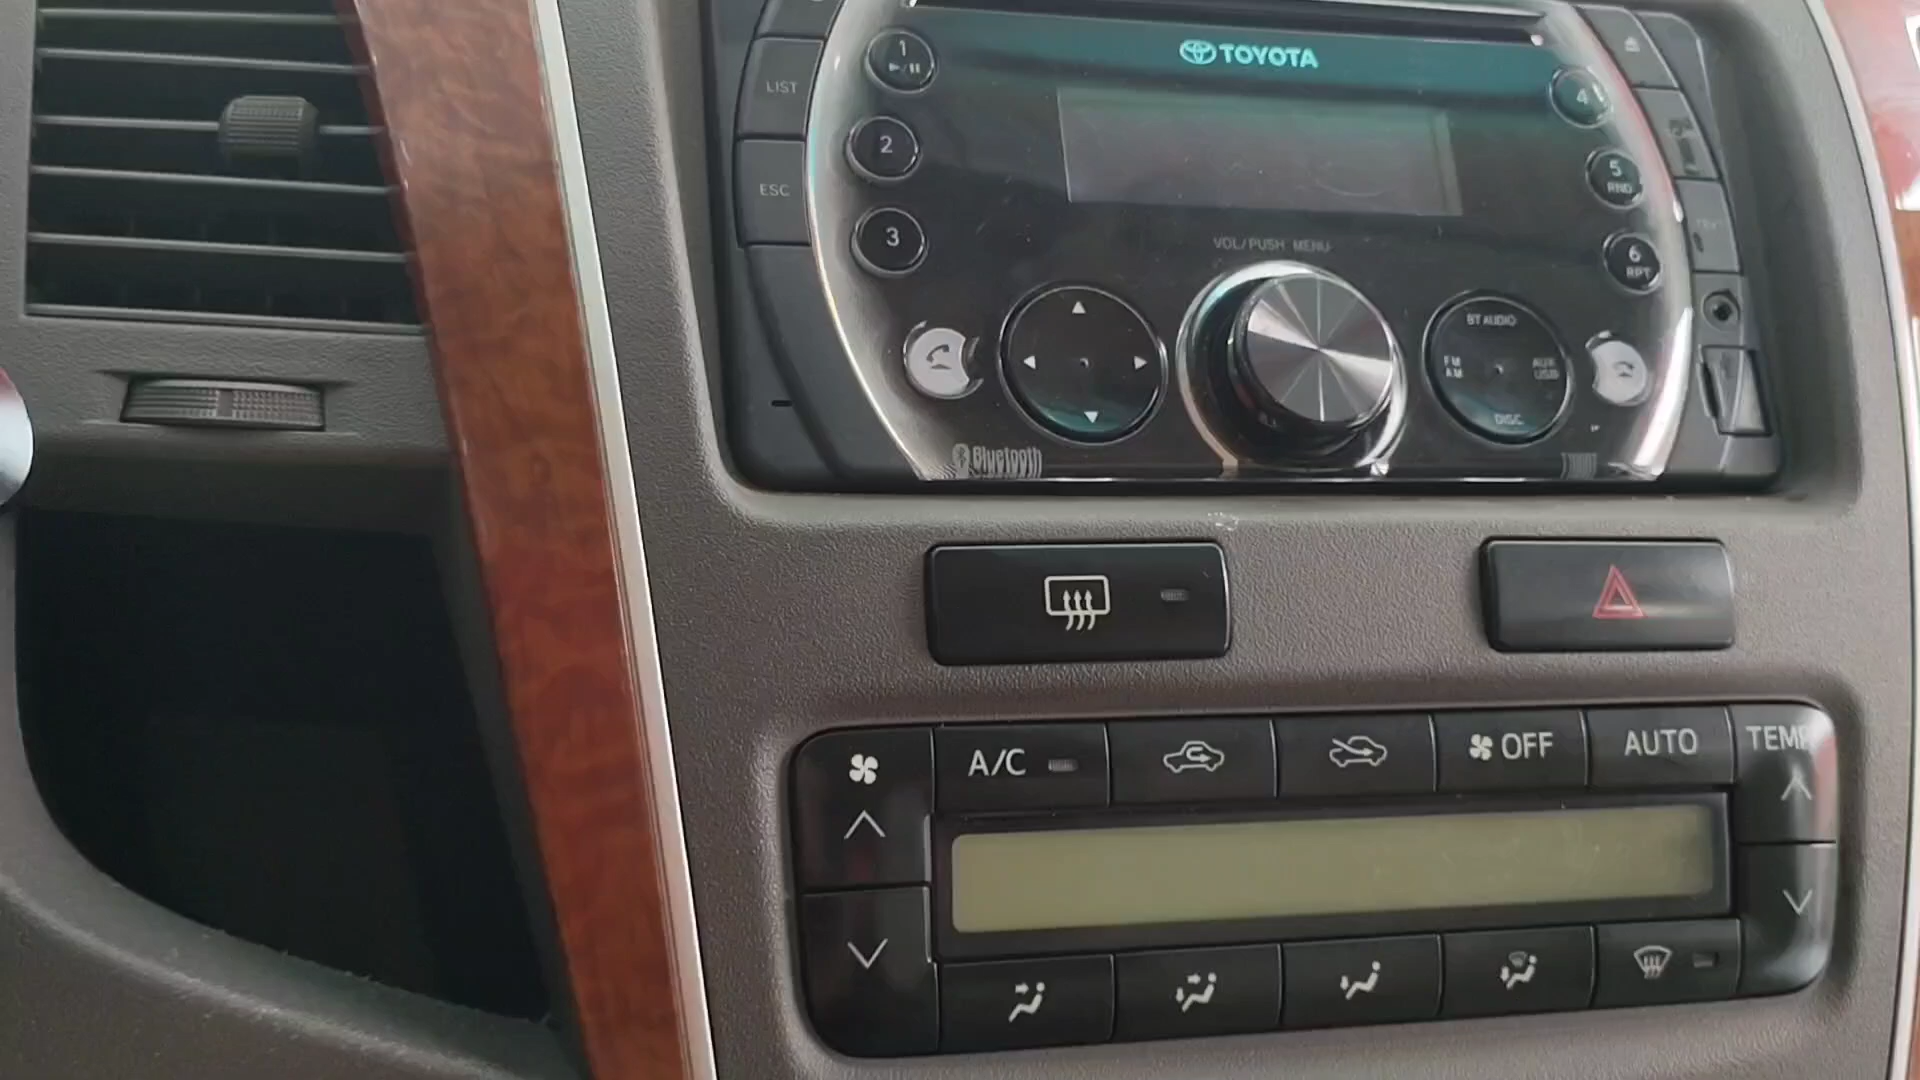 TOYOTA
1
LIST
4
2
5
RND
ESC
3
6
RPT
VOL/PUSH MENU
BT AUDIO
FM
AM
AUX
USB
DISC
Bluetooth
A/C
OFF
AUTO
TEMP